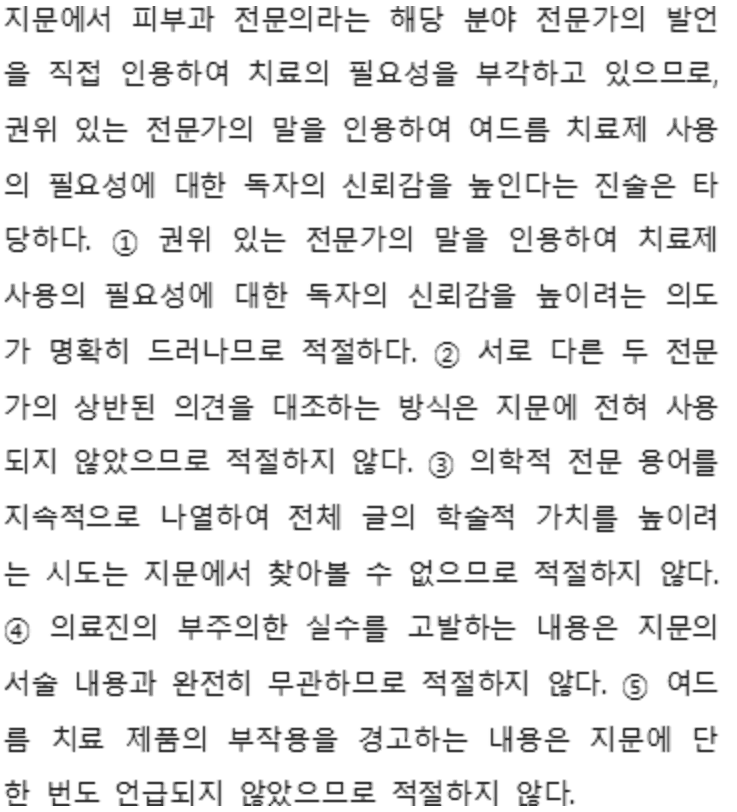 지문에서 피부과 전문의라는 해당 분야 전문가의 발언
을 직접 인용하여 치료의 필요성을 부각하고 있으므로,
권위 있는 전문가의 말을 인용하여 여드름 치료제 사용
의 필요성에 대한 독자의 신뢰감을 높인다는 진술은 타
당하다. ① 권위 있는 전문가의 말을 인용하여 치료제
사용의 필요성에 대한 독자의 신뢰감을 높이려는 의도
가 명확히 드러나므로 적절하다. ② 서로 다른 두 전문
가의 상반된 의견을 대조하는 방식은 지문에 전혀 사용
되지 않았으므로 적절하지 않다. ③ 의학적 전문 용어를
지속적으로 나열하여 전체 글의 학술적 가치를 높이려
는 시도는 지문에서 찾아볼 수 없으므로 적절하지 않다.
④ 의료진의 부주의한 실수를 고발하는 내용은 지문의
서술 내용과 완전히 무관하므로 적절하지 않다. ⑤ 여드
름 치료 제품의 부작용을 경고하는 내용은 지문에 단
한 번도 언급되지 않았으므로 적절하지 않다.